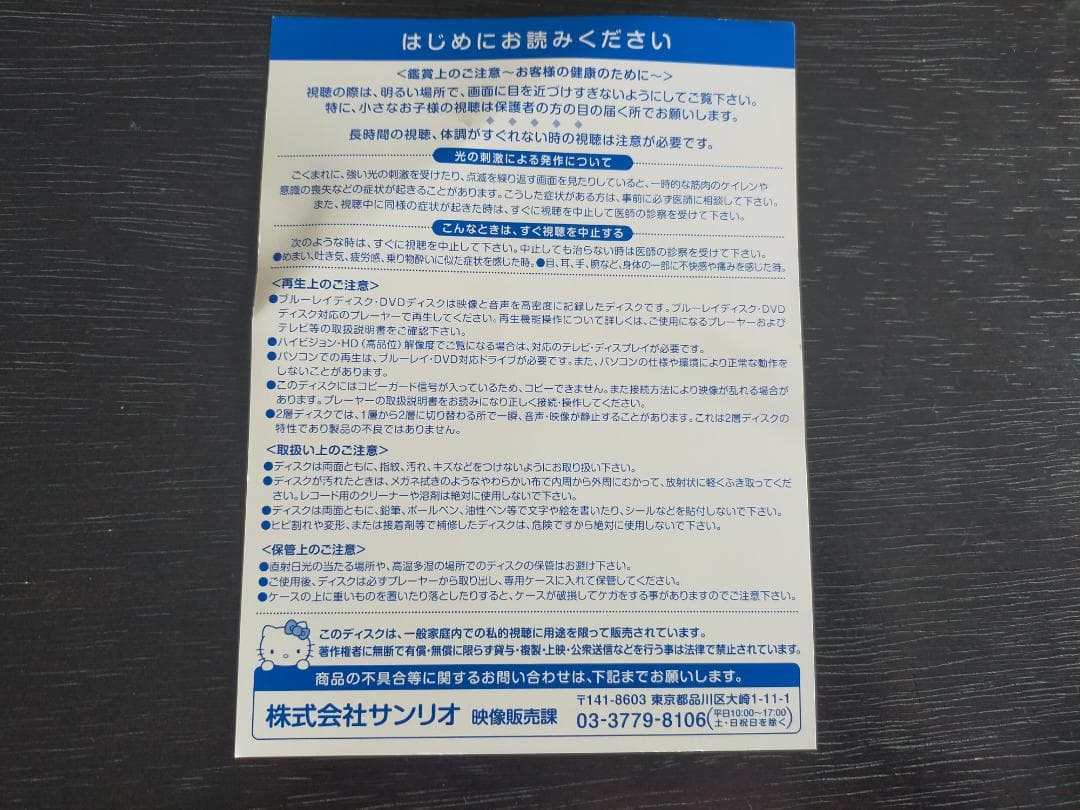 はじめにお読みください
<鑑賞上のご注意〜お客様の健康のために〜>
視聴の際は、明るい場所で、画面に目を近づけすぎないようにしてご覧下さい。
特に、小さなお子様の視聴は保護者の方の目の届く所でお願いします。
長時間の視聴、体調がすぐれない時の視聴は注意が必要です。
光の刺激による発作について
ごくまれに、強い光の刺激を受けたり、点滅を繰り返す画面を見たりしていると、一時的な筋肉のケイレンや
意識の喪失などの症状が起きることがあります。こうした症状がある方は、事前に必ず医師に相談して下さい。
また、視聴中に同様の症状が起きた時は、すぐに視聴を中止して医師の診察を受けて下さい。
こんなときは、すぐ視聴を中止する
次のような時は、すぐに視聴を中止して下さい。中止しても治らない時は医師の診察を受けて下さい。
●めまい、吐き気、疲労感、乗り物酔いに似た症状を感じた時。●目、耳、手、腕など、身体の一部に不快感や痛みを感じた時。
<再生上のご注意>
●ブルーレイディスク・DVDディスクは映像と音声を高密度に記録したディスクです。ブルーレイディスク・DVD
ディスク対応のプレーヤーで再生してください。再生機能操作について詳しくは、ご使用になるプレーヤーおよび
テレビ等の取扱説明書をご確認下さい。
●ハイビジョン・HD(高品位)解像度でご覧になる場合は、対応のテレビ・ディスプレイが必要です。
●パソコンでの再生は、ブルーレイ・DVD対応ドライブが必要です。また、パソコンの仕様や環境により正常な動作を
しないことがあります。
●このディスクにはコピーガード信号が入っているため、コピーできません。また接続方法により映像が乱れる場合が
あります。プレーヤーの取扱説明書をお読みになり正しく接続・操作してください。
●2層ディスクでは、1層から2層に切り替わる所で一瞬、音声・映像が静止することがあります。これは2層ディスクの
特性であり製品の不良ではありません。
<取扱い上のご注意>
●ディスクは両面ともに、指紋、汚れ、キズなどをつけないようにお取り扱い下さい。
●ディスクが汚れたときは、メガネ拭きのようなやわらかい布で内周から外周にむかって、放射状に軽くふき取ってくだ
さい。レコード用のクリーナーや溶剤は絶対に使用しないで下さい。
●ディスクは両面ともに、鉛筆、ボールペン、油性ペン等で文字や絵を書いたり、シールなどを貼付しないで下さい。
●ヒビ割れや変形、または接着剤等で補修したディスクは、危険ですから絶対に使用しないで下さい。
<保管上のご注意>
●直射日光の当たる場所や、高温多湿の場所でのディスクの保管はお避け下さい。
●ご使用後、ディスクは必ずプレーヤーから取り出し、専用ケースに入れて保管してください。
●ケースの上に重いものを置いたり落としたりすると、ケースが破損してケガをする事がありますのでご注意下さい。
このディスクは、一般家庭内での私的視聴に用途を限って販売されています。
著作権者に無断で有償・無償に限らず貸与・複製・上映・公衆送信などを行う事は法律で禁止されています。
商品の不具合等に関するお問い合わせは、下記までお願いします。
株式会社サンリオ 映像販売課
〒141-8603 東京都品川区大崎1-11-1
03-3779-8106(平日10:00〜17:00
土・日祝日を除く)